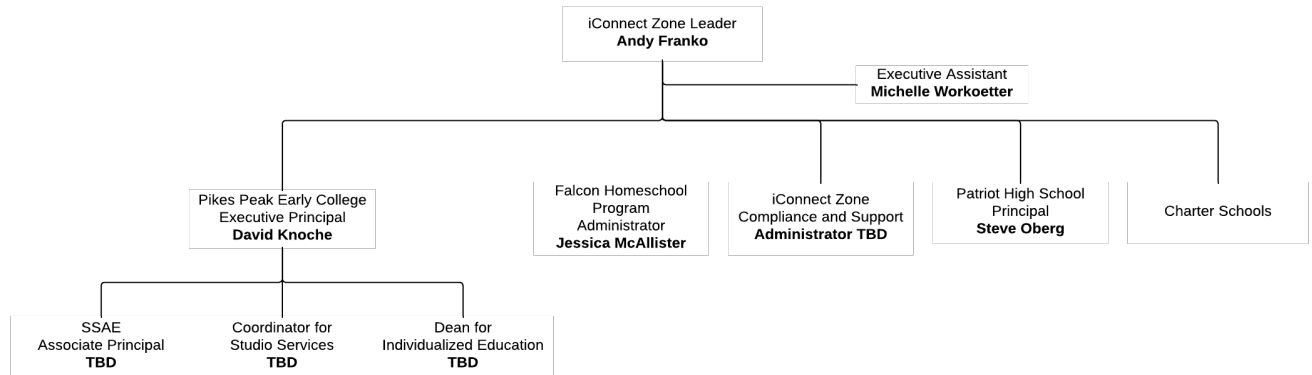 iConnect Zone Leader
Andy Franko
Executive Assistant
Michelle Workoetter
Pikes Peak Early College
Executive Principal
David Knoche
Falcon Homeschool
Program
Administrator
Jessica McAllister
iConnect Zone
Compliance and Support
Administrator TBD
Patriot High School
Principal
Steve Oberg
Charter Schools
SSAE
Associate Principal
TBD
Coordinator for
Studio Services
TBD
Dean for
Individualized Education
TBD